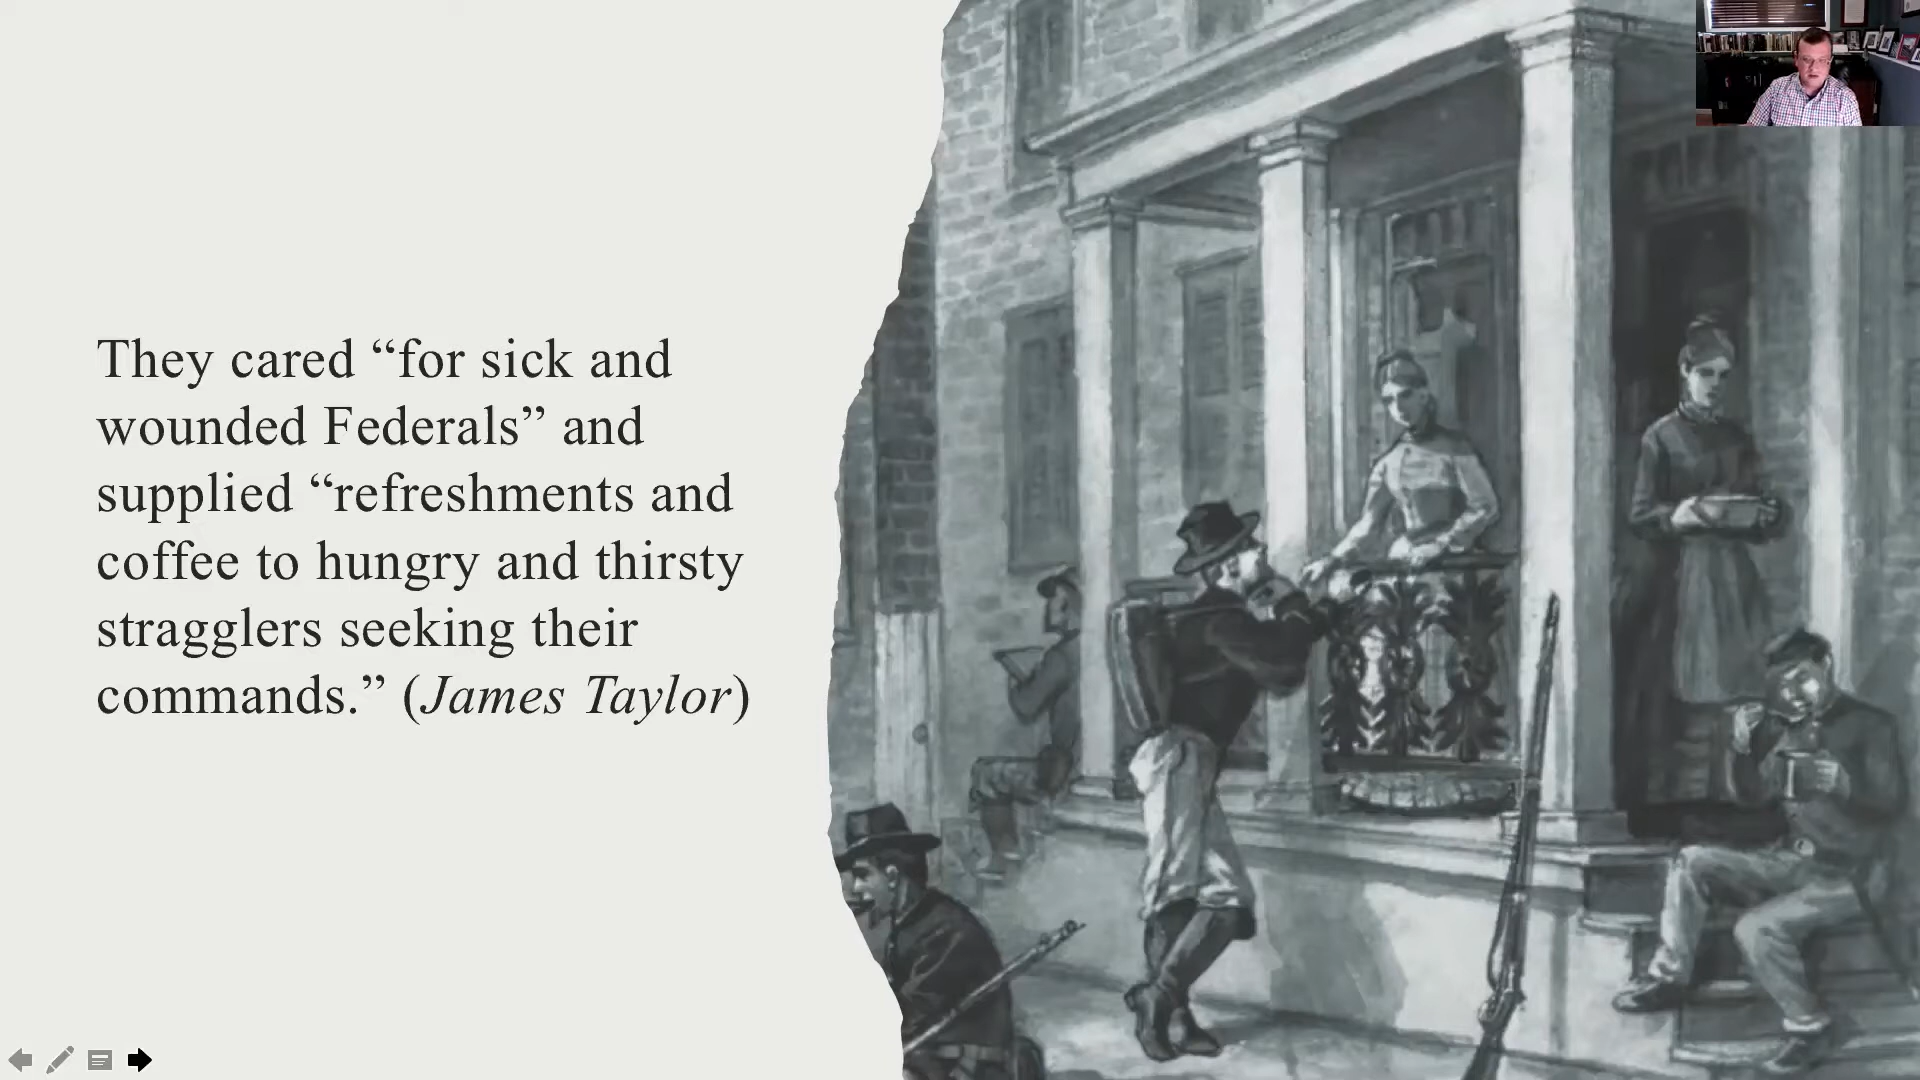 They cared “for sick and
wounded Federals” and
supplied “refreshments and
coffee to hungry and thirsty
stragglers seeking their
commands.” (James Taylor)